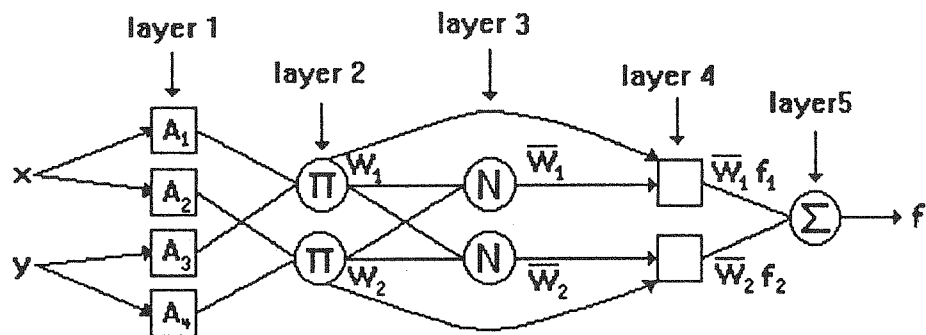 layer 1
layer 2
layer 3
layer 4
layer5
x
y
A₁
A₂
A₃
A₄
Π
Π
W₁
W₂
N
N
W̅₁
W̅₂
W̅₁ f₁
W̅₂ f₂
Σ
f